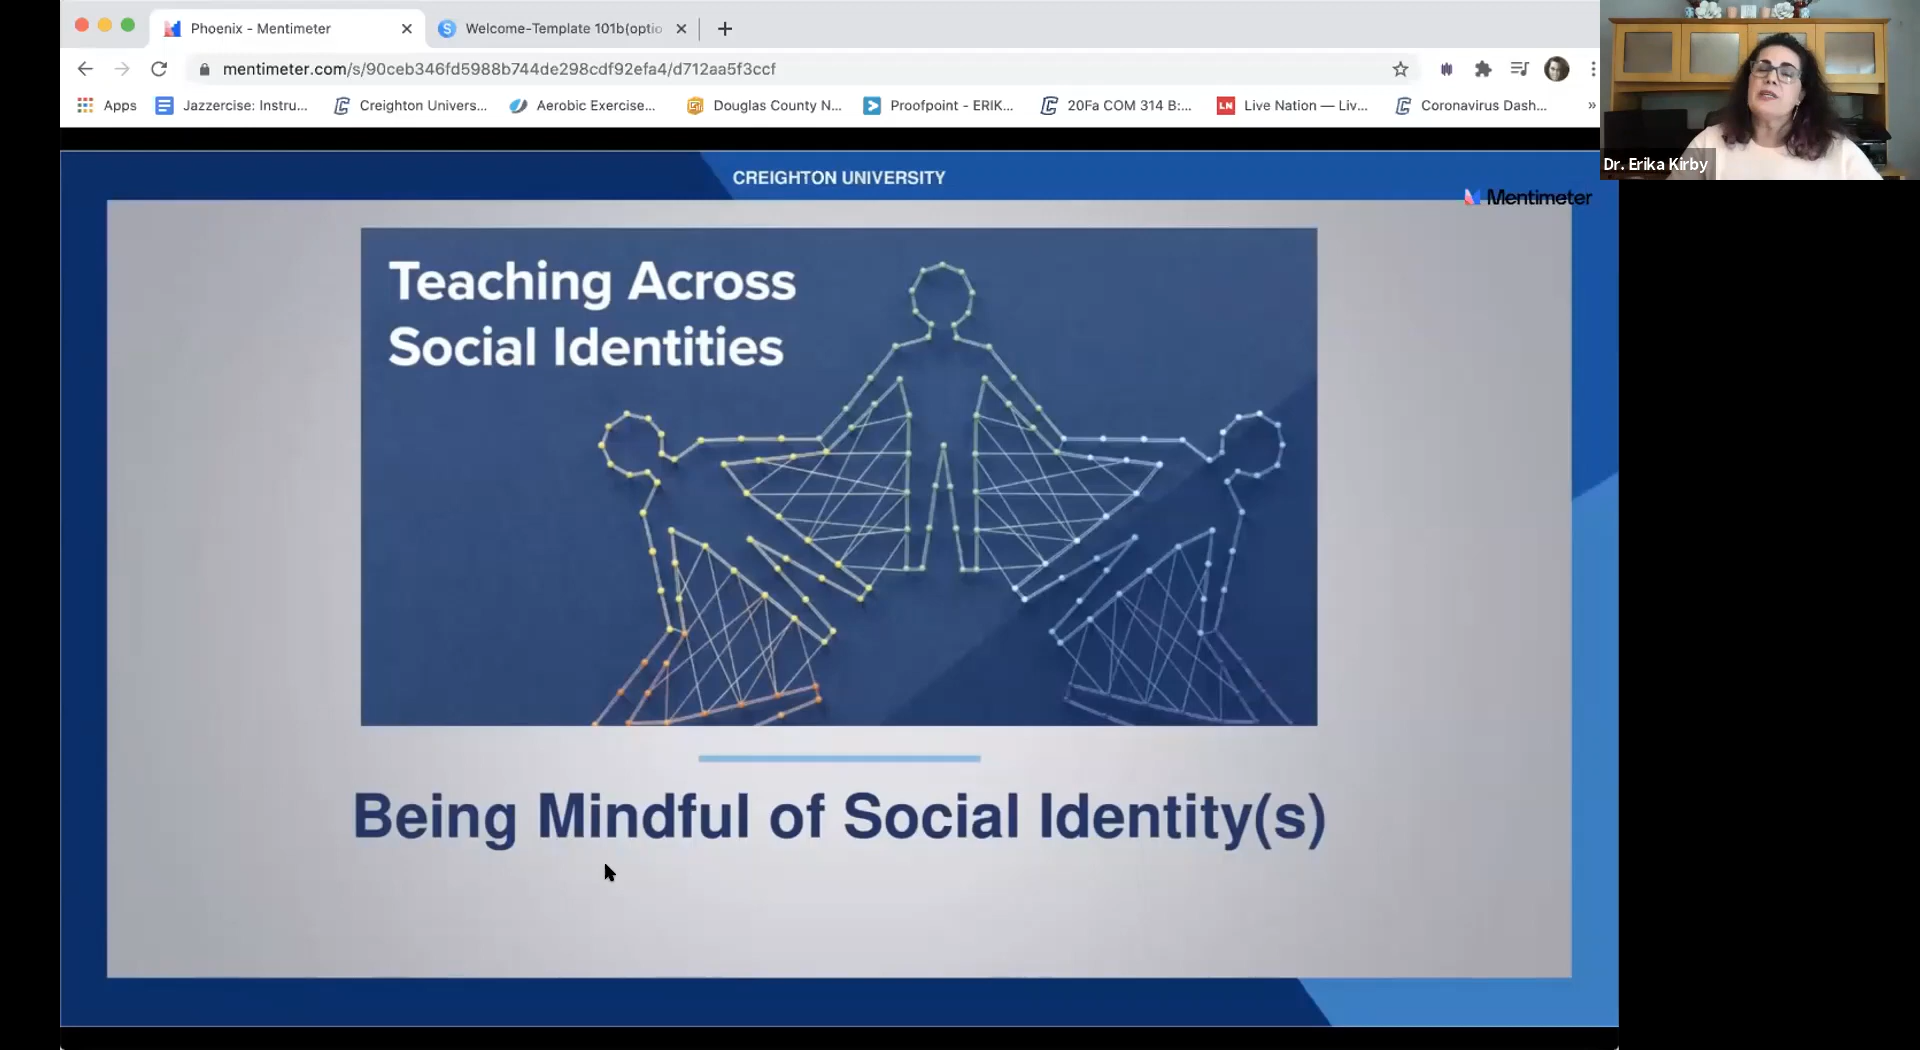 Phoenix - Mentimeter
Welcome-Template 101b(optio
mentimeter.com/s/90ceb346fd5988b744de298cdf92efa4/d712aa5f3ccf
Apps
Jazzercise: Instru...
Creighton Univers...
Aerobic Exercise...
Douglas County N...
Proofpoint - ERIK...
20Fa COM 314 B:...
LN
Live Nation — Liv...
Coronavirus Dash...
»
Dr. Erika Kirby
CREIGHTON UNIVERSITY
Mentimeter
Teaching Across
Social Identities
Being Mindful of Social Identity(s)